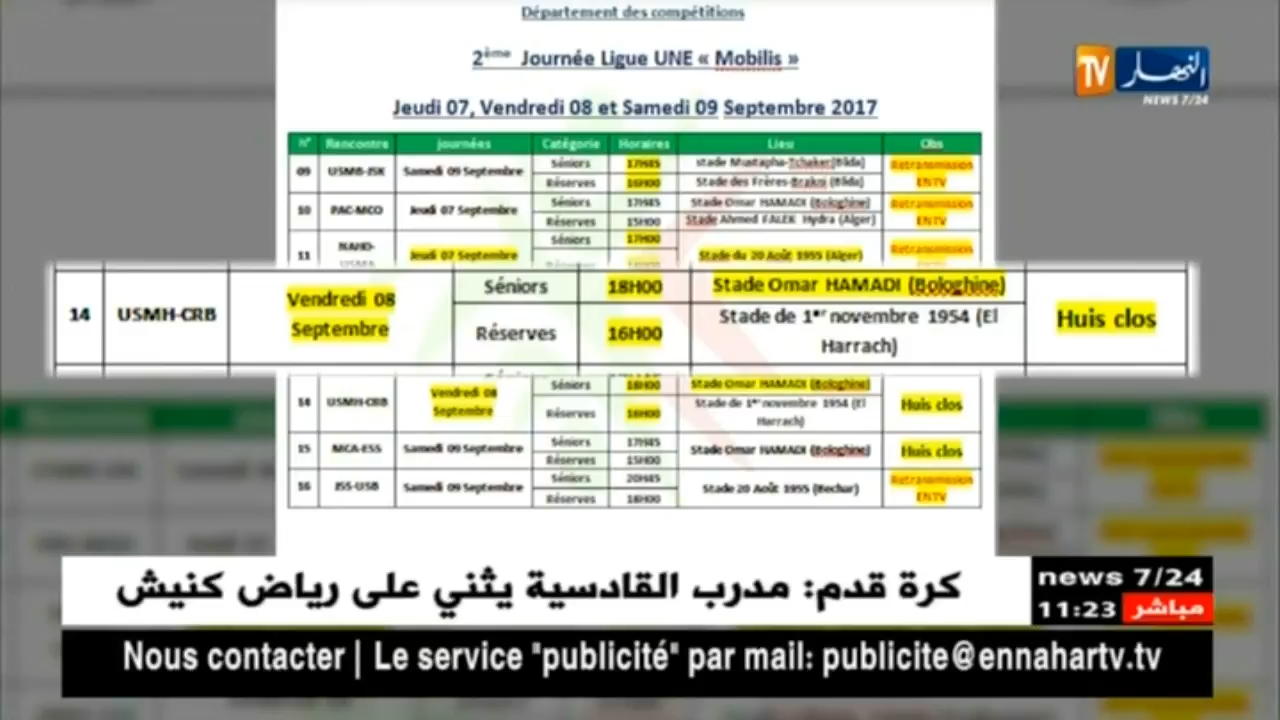 Département des compétitions
2ème Journée Ligue UNE « Mobilis »
Jeudi 07, Vendredi 08 et Samedi 09 Septembre 2017
TV النهار
NEWS 7/24
n° Rencontre journées Catégorie Horaires Lieu Obs
09 USMB-JSK Samedi 09 Septembre Séniors 17H45 stade Mustapha-Tchaker(Blida) Retransmission ENTV
Réserves 16H00 Stade des Frères-Brakni (Blida)
10 PAC-MCO Jeudi 07 Septembre Séniors 17H45 Stade Omar HAMADI (Bologhine) Retransmission ENTV
Réserves 15H00 Stade Ahmed FALEK Hydra (Alger)
11 NAHD-USMA Jeudi 07 Septembre Séniors 17H00 Stade du 20 Août 1955 (Alger) Retransmission
14 USMH-CRB Vendredi 08 Septembre Séniors 18H00 Stade Omar HAMADI (Bologhine) Huis clos
Réserves 16H00 Stade de 1er novembre 1954 (El Harrach)
14 USMH-CRB Vendredi 08 Septembre Séniors 18H00 Stade Omar HAMADI (Bologhine) Huis clos
Réserves 16H00 Stade de 1er novembre 1954 (El Harrach)
15 MCA-ESS Samedi 09 Septembre Séniors 17H45 Stade Omar HAMADI (Bologhine) Huis clos
Réserves 15H00
16 JSS-USB Samedi 09 Septembre Séniors 20H45 Stade 20 Août 1955 (Bechar) Retransmission ENTV
Réserves 18H00
كرة قدم: مدرب القادسية يثني على رياض كنيش
news 7/24
11:23 مباشر
Nous contacter | Le service "publicité" par mail: publicite@ennahartv.tv